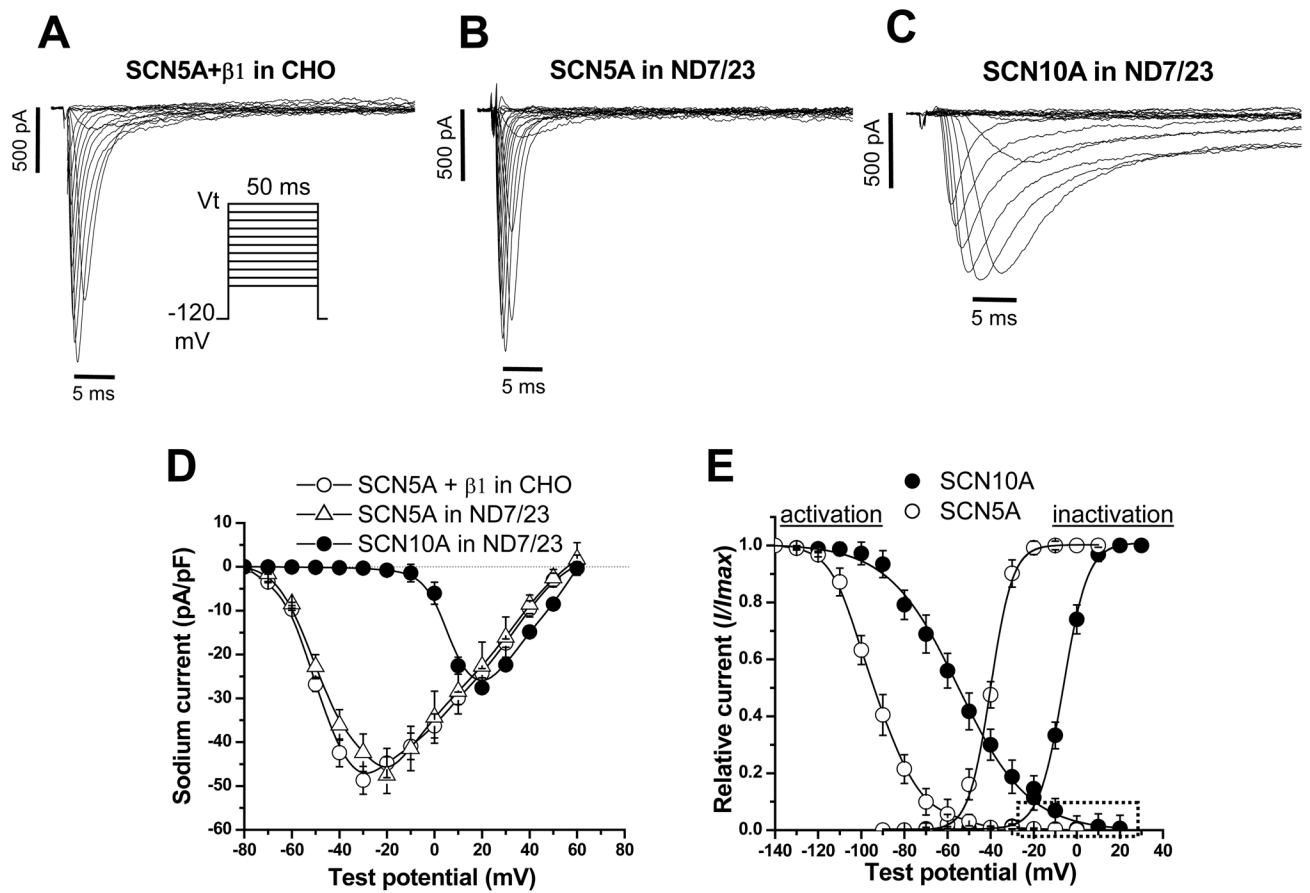 A
SCN5A+β1 in CHO
500 pA
50 ms
Vt
-120
mV
5 ms
B
SCN5A in ND7/23
500 pA
5 ms
C
SCN10A in ND7/23
500 pA
5 ms
D
SCN5A + β1 in CHO
SCN5A in ND7/23
SCN10A in ND7/23
10
0
-10
-20
-30
-40
-50
-60
Sodium current (pA/pF)
-80 -60 -40 -20 0 20 40 60 80
Test potential (mV)
E
SCN10A
SCN5A
activation
inactivation
1.0
0.8
0.6
0.4
0.2
0.0
Relative current (I/Imax)
-140 -120 -100 -80 -60 -40 -20 0 20 40
Test potential (mV)